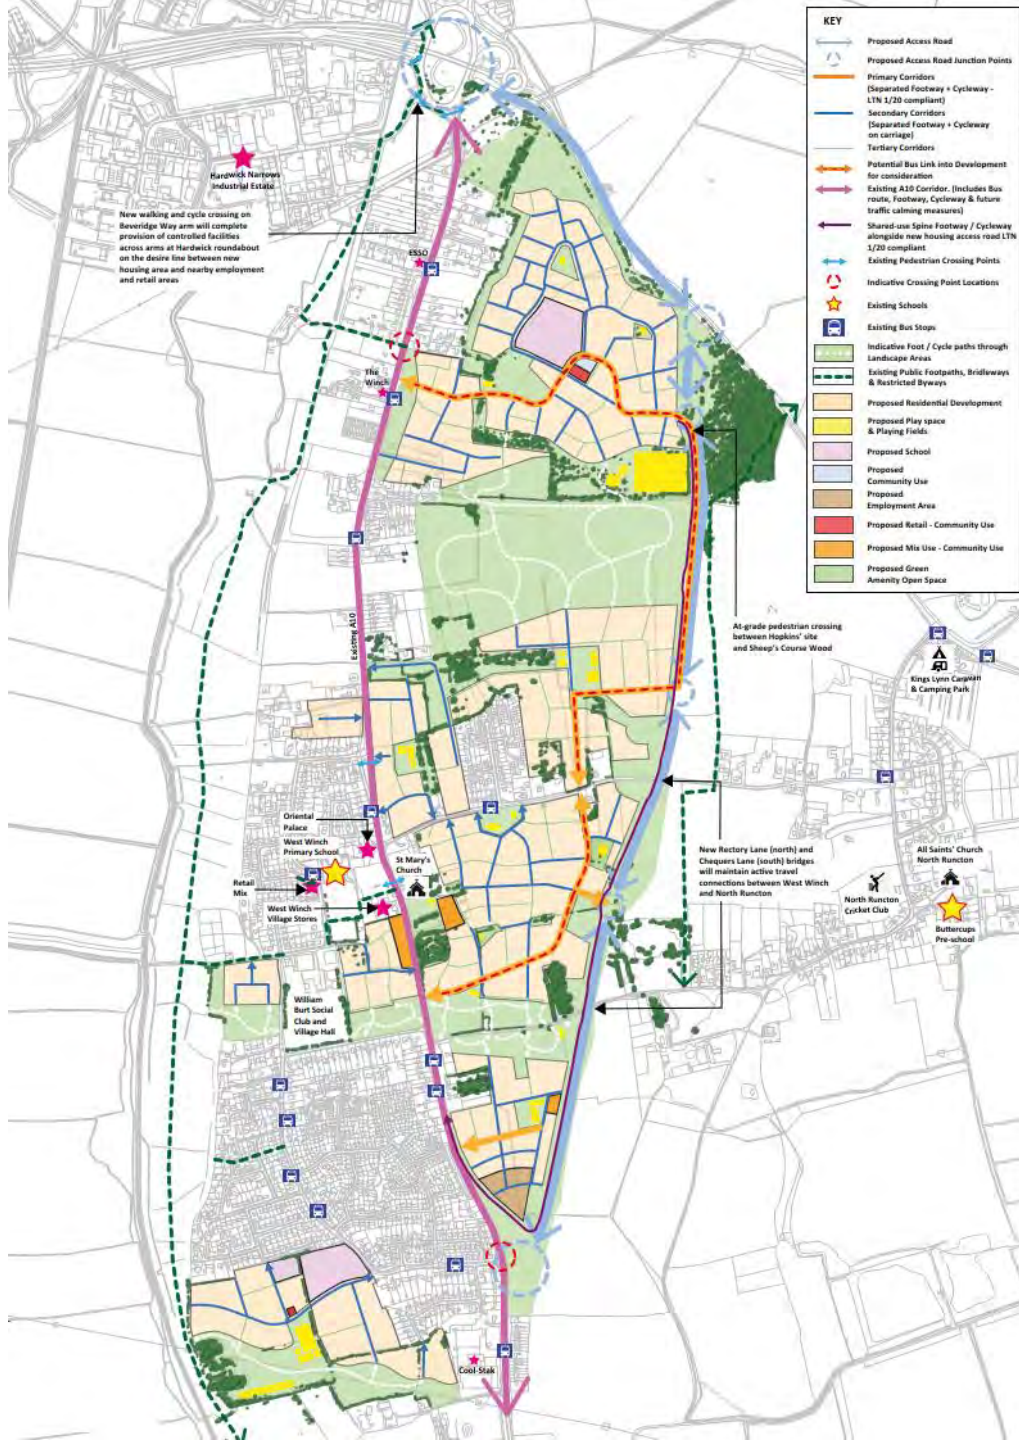 KEY
Proposed Access Road
Proposed Access Road Junction Points
Primary Corridors
(Separated Footway + Cycleway -
LTN 1/20 compliant)
Secondary Corridors
(Separated Footway + Cycleway
on carriage)
Tertiary Corridors
Potential Bus Link into Development
for consideration
Existing A10 Corridor. (Includes Bus
route, Footway, Cycleway & future
traffic calming measures)
Shared-use Spine Footway / Cycleway
alongside new housing access road LTN
1/20 compliant
Existing Pedestrian Crossing Points
Indicative Crossing Point Locations
Existing Schools
Existing Bus Stops
Indicative Foot / Cycle paths through
Landscape Areas
Existing Public Footpaths, Bridleways
& Restricted Byways
Proposed Residential Development
Proposed Play space
& Playing Fields
Proposed School
Proposed
Community Use
Proposed
Employment Area
Proposed Retail - Community Use
Proposed Mix Use - Community Use
Proposed Green
Amenity Open Space
Hardwick Narrows
Industrial Estate
New walking and cycle crossing on
Beveridge Way arm will complete
provision of controlled facilities
across arms at Hardwick roundabout
on the desire line between new
housing area and nearby employment
and retail areas
ESSO
The
Winch
Existing A10
At-grade pedestrian crossing
between Hopkins' site
and Sheep's Course Wood
Kings Lynn Caravan
& Camping Park
Oriental
Palace
West Winch
Primary School
Retail
Mix
West Winch
Village Stores
St Mary's
Church
New Rectory Lane (north) and
Chequers Lane (south) bridges
will maintain active travel
connections between West Winch
and North Runcton
All Saints' Church
North Runcton
North Runcton
Cricket Club
Buttercups
Pre-school
William
Burt Social
Club and
Village Hall
Cool-Stak